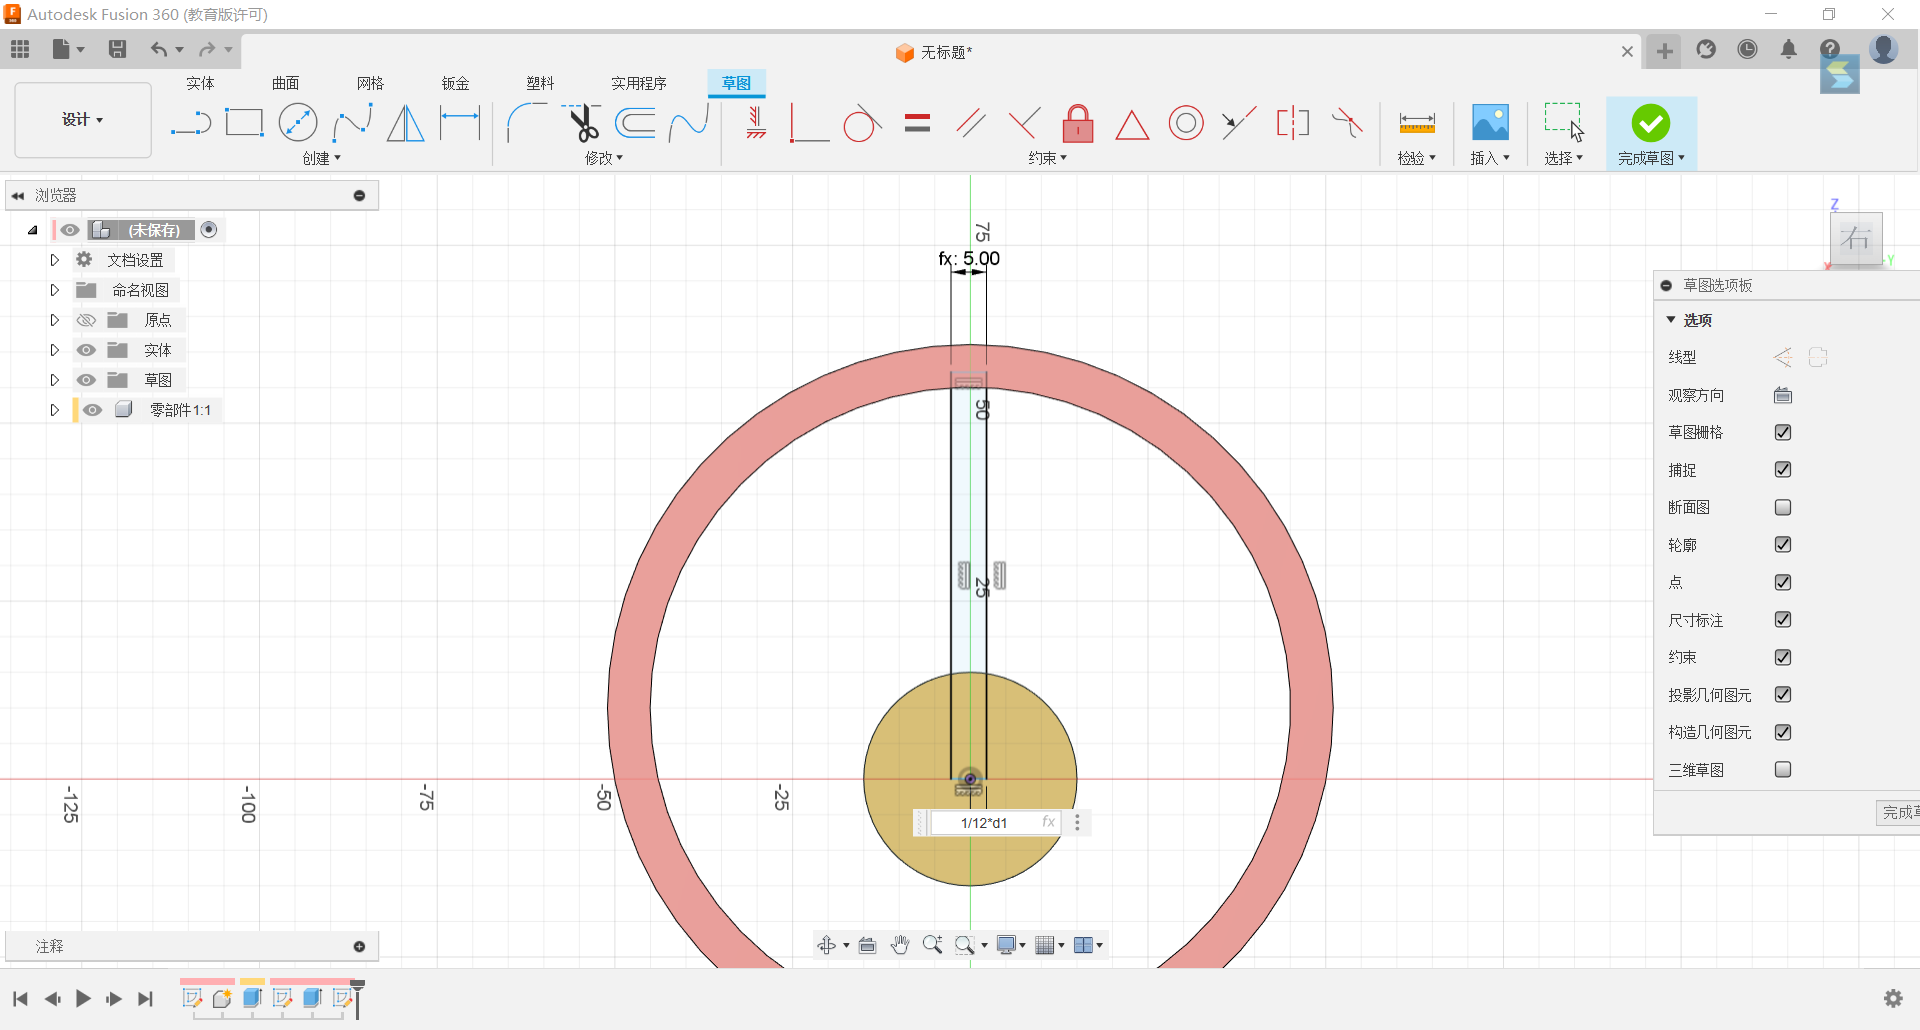 Autodesk Fusion 360 (教育版许可)
无标题*
实体 曲面 网格 钣金 塑料 实用程序 草图
设计
创建 修改 约束 检验 插入 选择 完成草图
浏览器
(未保存)
文档设置
命名视图
原点
实体
草图
零部件1:1
75
fx: 5.00
50
25
-125 -100 -75 -50 -25
1/12*d1 fx
Z
右
X
Y
草图选项板
选项
线型
观察方向
草图栅格
捕捉
断面图
轮廓
点
尺寸标注
约束
投影几何图元
构造几何图元
三维草图
完成草
注释